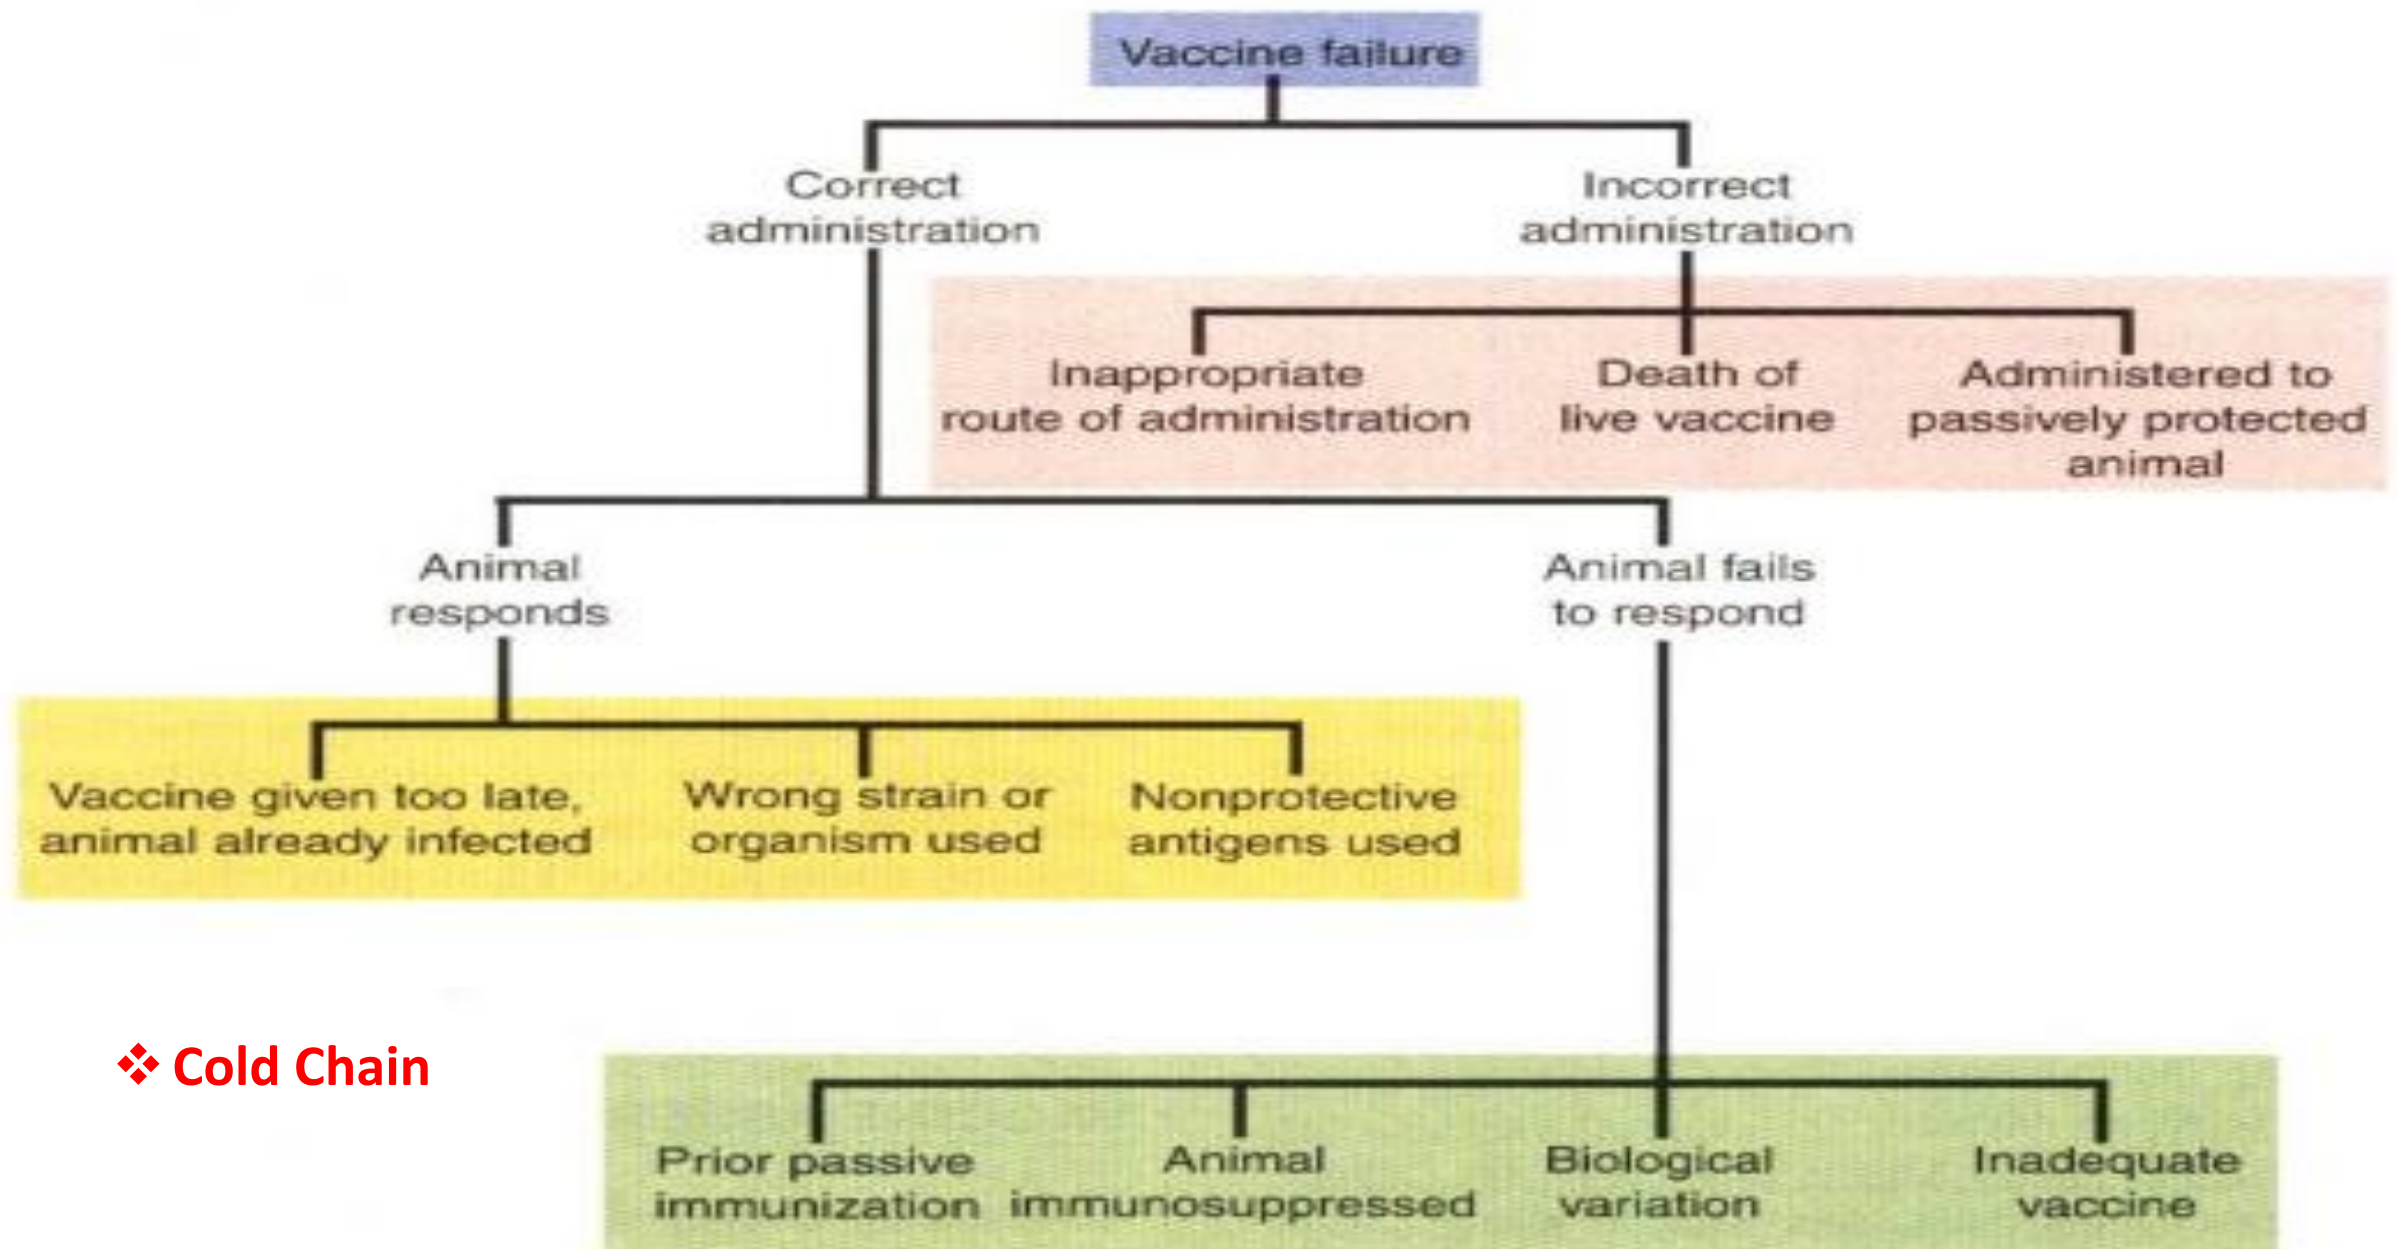 Vaccine failure
Correct
administration
Incorrect
administration
Inappropriate
route of administration
Death of
live vaccine
Administered to
passively protected
animal
Animal
responds
Animal fails
to respond
Vaccine given too late,
animal already infected
Wrong strain or
organism used
Nonprotective
antigens used
❖ Cold Chain
Prior passive
immunization
Animal
immunosuppressed
Biological
variation
Inadequate
vaccine